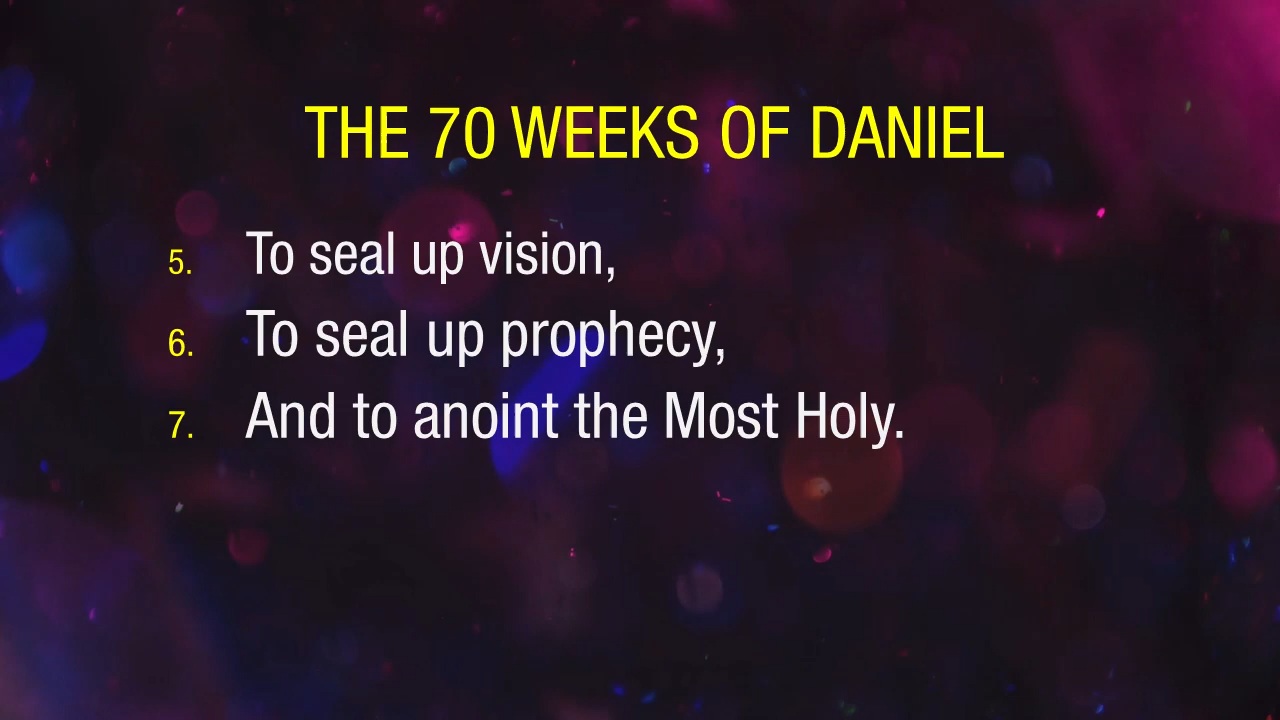 THE 70 WEEKS OF DANIEL
5. To seal up vision,
6. To seal up prophecy,
7. And to anoint the Most Holy.